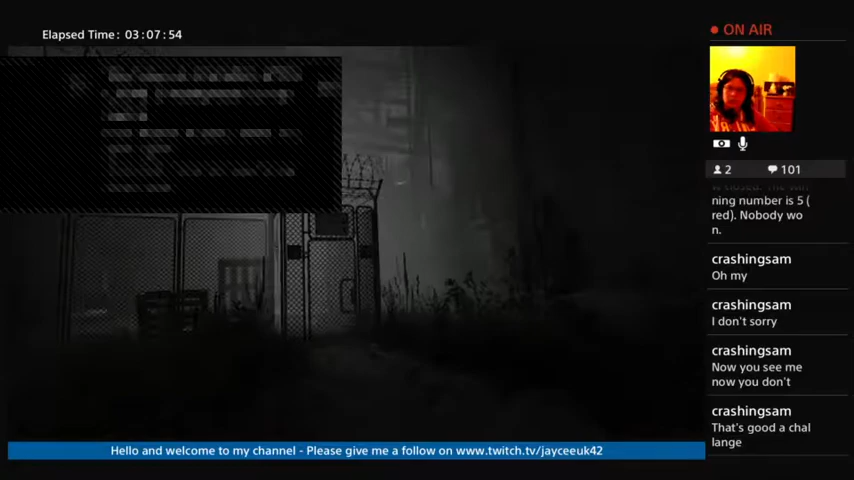 Elapsed Time: 03:07:54
ON AIR
2
101
ning number is 5 (
red). Nobody wo
n.
crashingsam
Oh my
crashingsam
I don't sorry
crashingsam
Now you see me
now you don't
crashingsam
That's good a chal
lange
Hello and welcome to my channel - Please give me a follow on www.twitch.tv/jayceeuk42